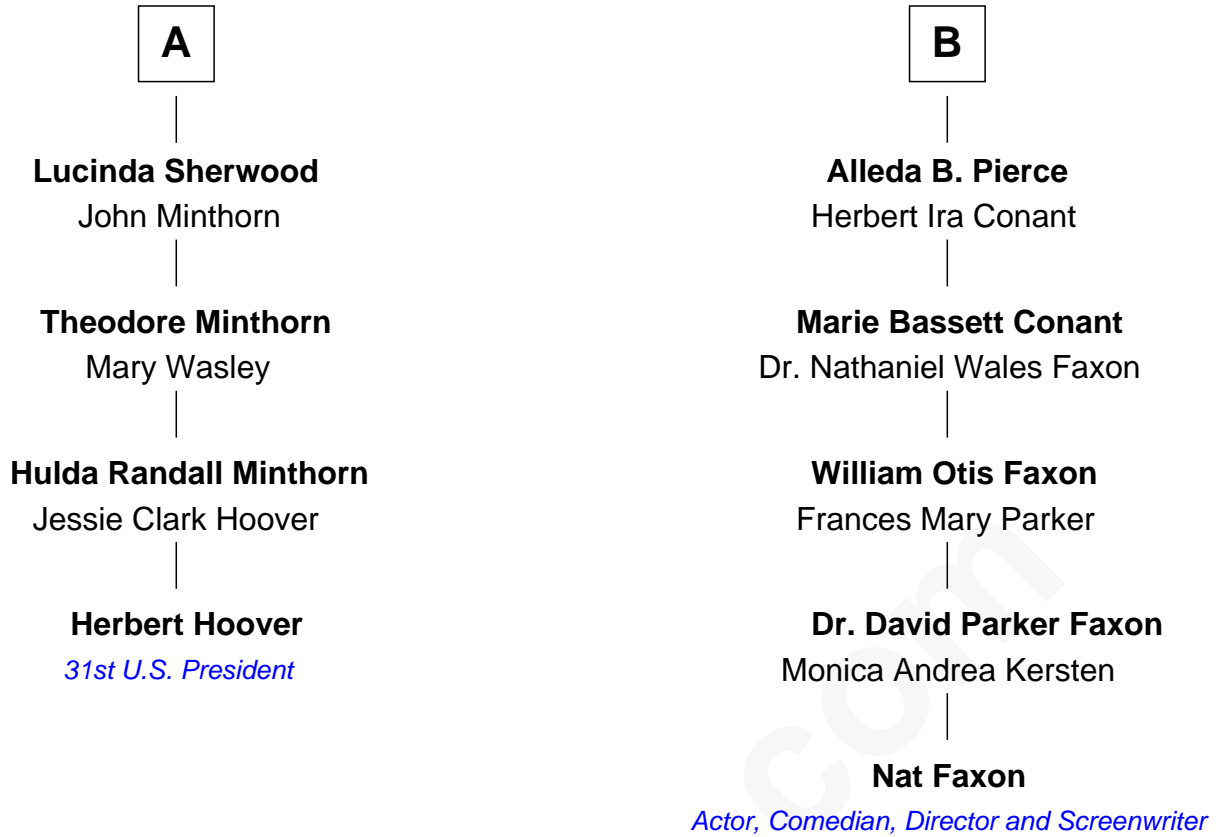 A
Lucinda Sherwood
John Minthorn
Theodore Minthorn
Mary Wasley
Hulda Randall Minthorn
Jessie Clark Hoover
Herbert Hoover
31st U.S. President
B
Alleda B. Pierce
Herbert Ira Conant
Marie Bassett Conant
Dr. Nathaniel Wales Faxon
William Otis Faxon
Frances Mary Parker
Dr. David Parker Faxon
Monica Andrea Kersten
Nat Faxon
Actor, Comedian, Director and Screenwriter
com